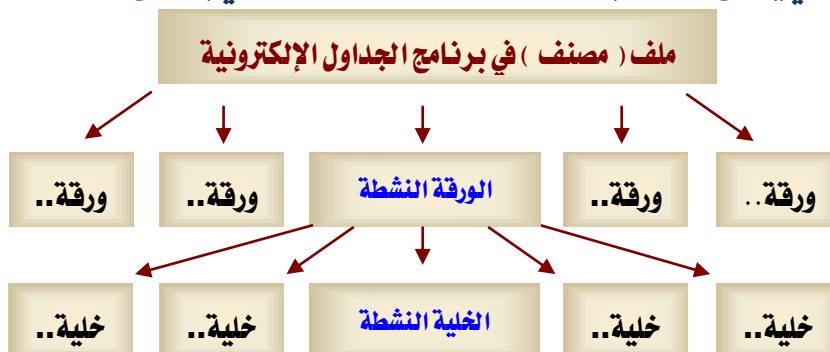 ملف ( مصنف ) في برنامج الجداول الإلكترونية
ورقة..
ورقة..
الورقة النشطة
ورقة..
ورقة..
خلية..
خلية..
الخلية النشطة
خلية..
خلية..